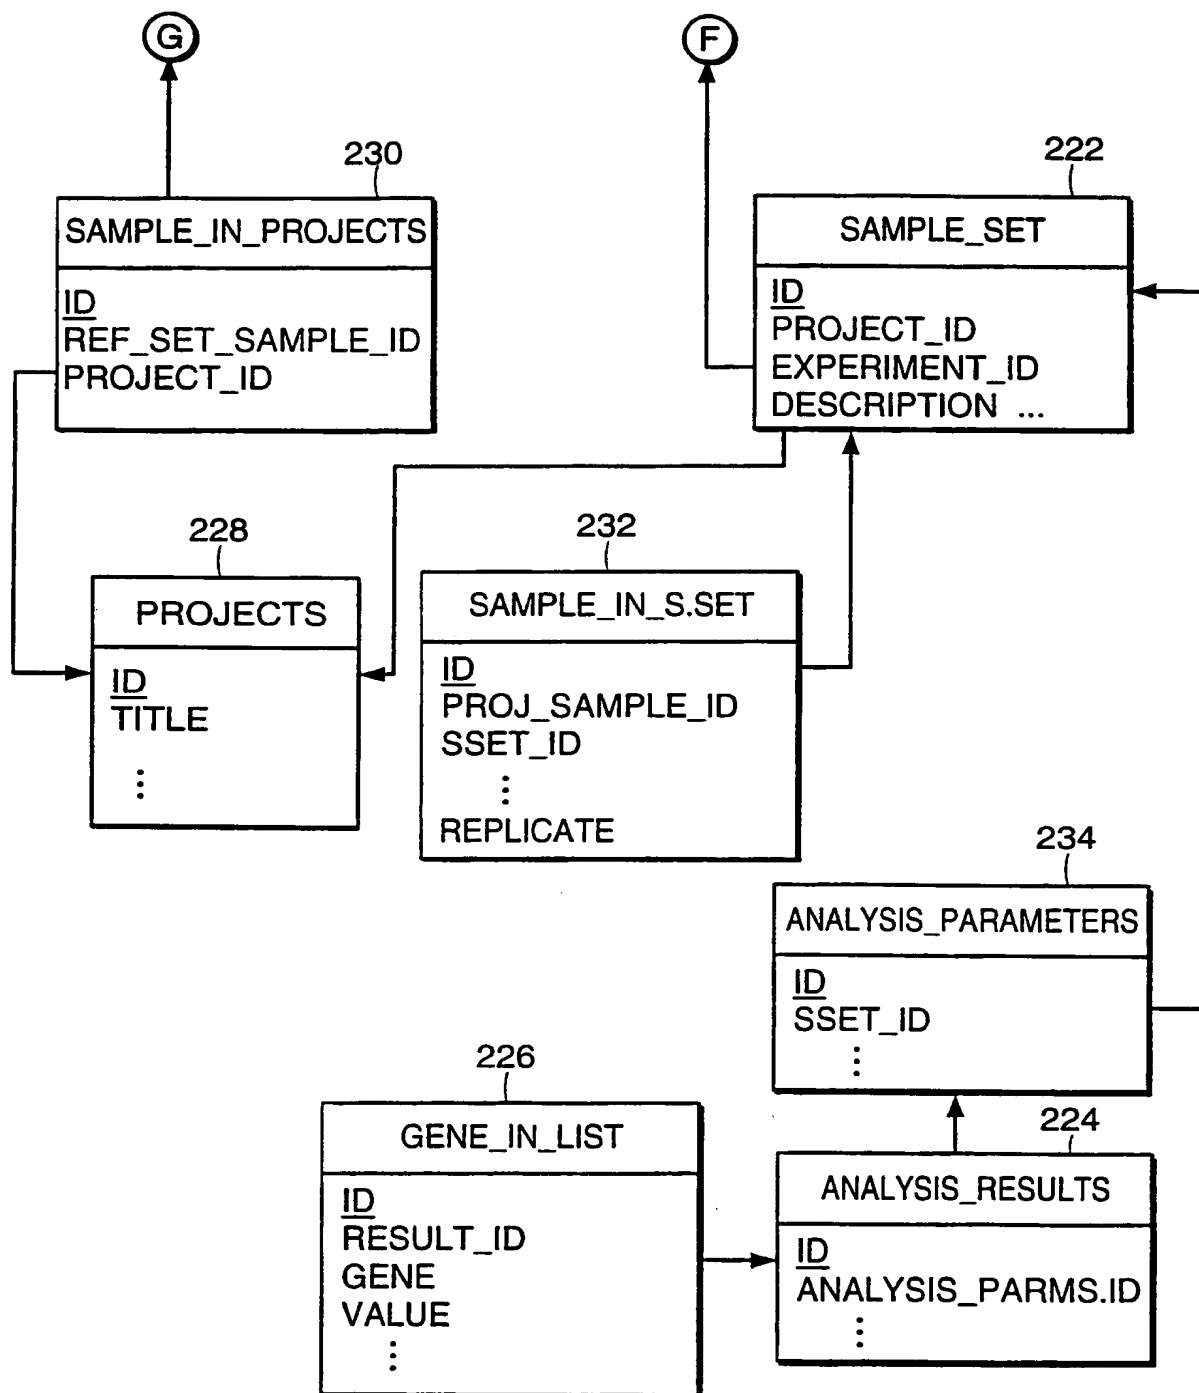 G
F
230
SAMPLE_IN_PROJECTS
ID
REF_SET_SAMPLE_ID
PROJECT_ID
222
SAMPLE_SET
ID
PROJECT_ID
EXPERIMENT_ID
DESCRIPTION ...
228
PROJECTS
ID
TITLE
⋮
232
SAMPLE_IN_S.SET
ID
PROJ_SAMPLE_ID
SSET_ID
⋮
REPLICATE
234
ANALYSIS_PARAMETERS
ID
SSET_ID
⋮
226
GENE_IN_LIST
ID
RESULT_ID
GENE
VALUE
⋮
224
ANALYSIS_RESULTS
ID
ANALYSIS_PARMS.ID
⋮